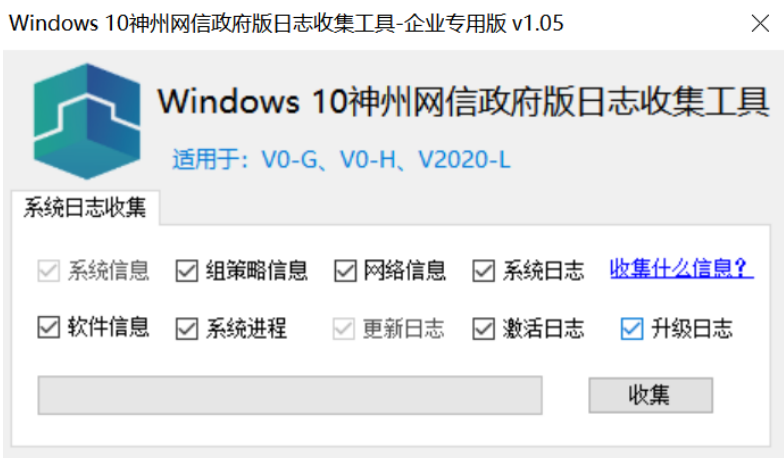 Windows 10神州网信政府版日志收集工具-企业专用版 v1.05
Windows 10神州网信政府版日志收集工具
适用于：V0-G、V0-H、V2020-L
系统日志收集
系统信息 组策略信息 网络信息 系统日志 收集什么信息？
软件信息 系统进程 更新日志 激活日志 升级日志
收集